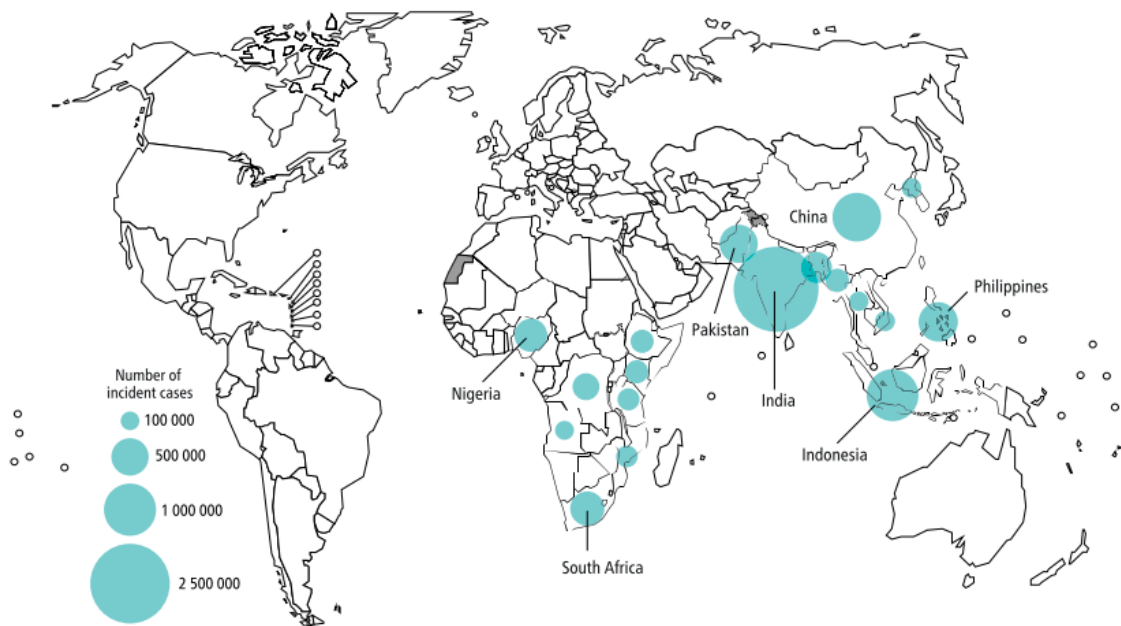 China
Philippines
Pakistan
Nigeria
India
Indonesia
South Africa
Number of
incident cases
100 000
500 000
1 000 000
2 500 000